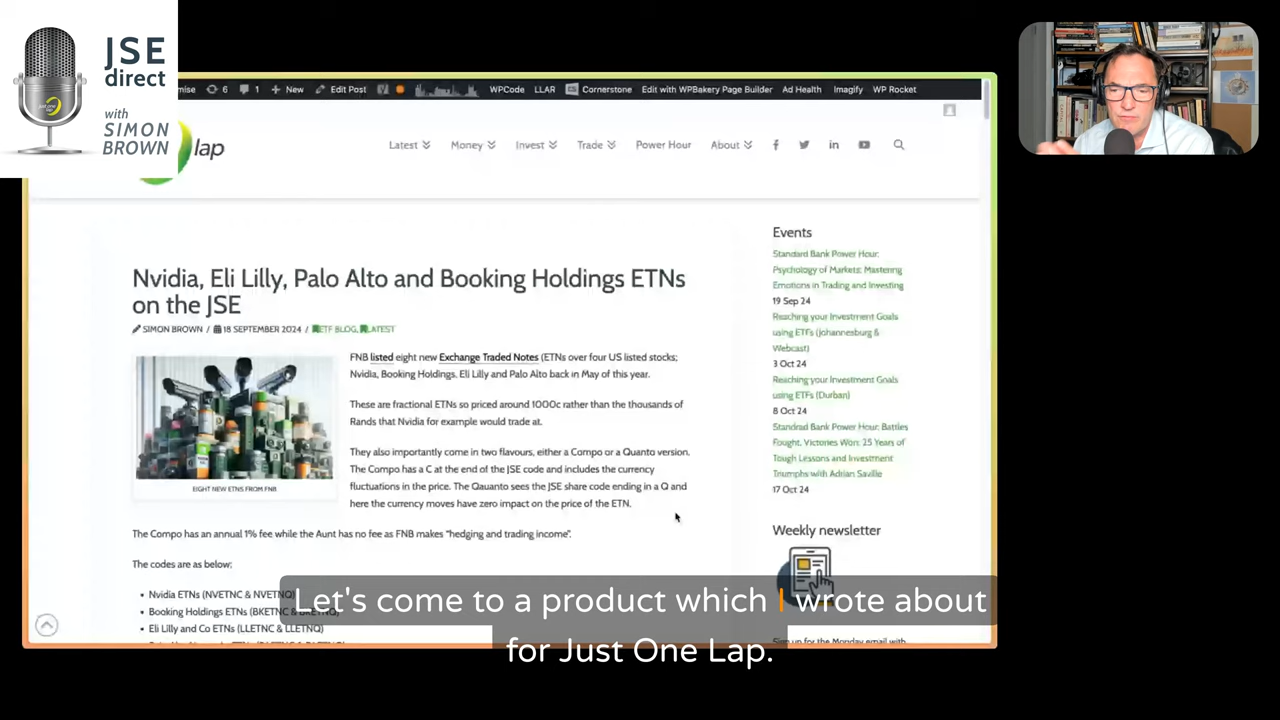 JSE
direct
with
SIMON
BROWN
just one
lap
mise
6
1
+ New
Edit Post
WPCode
LLAR
Cornerstone
Edit with WPBakery Page Builder
Ad Health
Imagify
WP Rocket
lap
Latest
Money
Invest
Trade
Power Hour
About
Nvidia, Eli Lilly, Palo Alto and Booking Holdings ETNs
on the JSE
SIMON BROWN / 18 SEPTEMBER 2024 / ETF BLOG, LATEST
FNB listed eight new Exchange Traded Notes (ETNs over four US listed stocks;
Nvidia, Booking Holdings. Eli Lilly and Palo Alto back in May of this year.
These are fractional ETNs so priced around 1000c rather than the thousands of
Rands that Nvidia for example would trade at.
They also importantly come in two flavours, either a Compo or a Quanto version.
The Compo has a C at the end of the JSE code and includes the currency
fluctuations in the price. The Qauanto sees the JSE share code ending in a Q and
here the currency moves have zero impact on the price of the ETN.
EIGHT NEW ETNS FROM FNB
The Compo has an annual 1% fee while the Aunt has no fee as FNB makes "hedging and trading income".
The codes are as below;
• Nvidia ETNs (NVETNC & NVETNQ)
• Booking Holdings ETNs (BKETNC & BKETNQ)
• Eli Lilly and Co ETNs (LLETNC & LLETNQ)
Events
Standard Bank Power Hour:
Psychology of Markets: Mastering
Emotions in Trading and Investing
19 Sep 24
Reaching your Investment Goals
using ETFs (Johannesburg &
Webcast)
3 Oct 24
Reaching your Investment Goals
using ETFs (Durban)
8 Oct 24
Standrad Bank Power Hour: Battles
Fought, Victories Won: 25 Years of
Tough Lessons and Investment
Triumphs with Adrian Saville
17 Oct 24
Weekly newsletter
Sign up for the Monday email with
Let's come to a product which I wrote about
for Just One Lap.